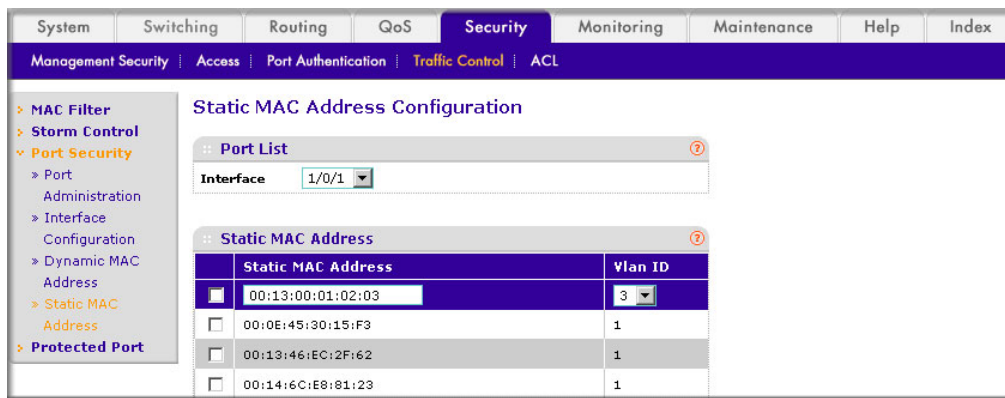 System Switching Routing QoS Security Monitoring Maintenance Help Index
Management Security | Access | Port Authentication | Traffic Control | ACL
MAC Filter
Storm Control
Port Security
» Port
Administration
» Interface
Configuration
» Dynamic MAC
Address
» Static MAC
Address
Protected Port
Static MAC Address Configuration
Port List
Interface 1/0/1
Static MAC Address
Static MAC Address Vlan ID
00:13:00:01:02:03 3
00:0E:45:30:15:F3 1
00:13:46:EC:2F:62 1
00:14:6C:E8:81:23 1